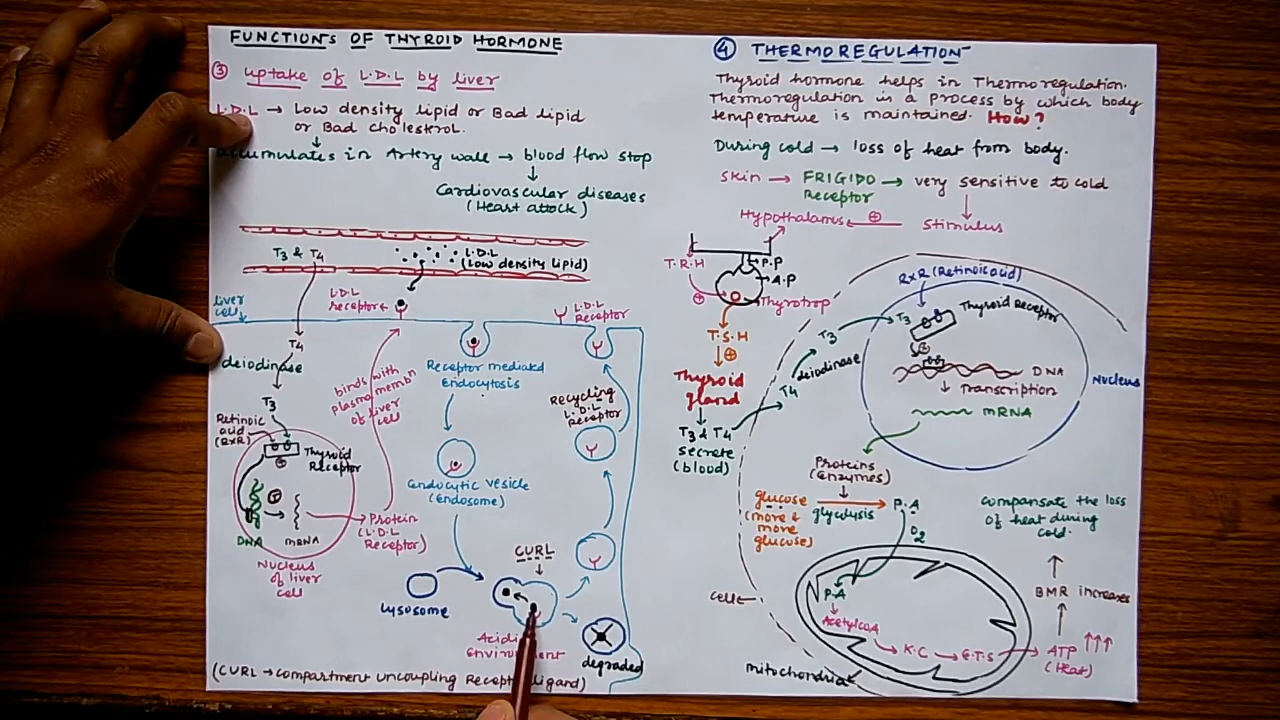 FUNCTIONS OF THYROID HORMONE
③ Uptake of L.D.L by liver
L.D.L → Low density lipid or Bad lipid
or Bad cholestrol.
accumulates in Artery wall → blood flow stop
Cardiovascular diseases
(Heart attack)
T3 & T4
L.D.L
(Low density lipid)
liver
cell
L.D.L
receptor
L.D.L
Receptor
T4
deiodinase
T3
Retinoic
acid
(RxR)
Thyroid
Receptor
DNA
mRNA
Nucleus
of liver
cell
Protein
(L.D.L
Receptor)
binds with
plasma membn
of liver
cell
Receptor mediated
Endocytosis
Endocytic vesicle
(Endosome)
Lysosome
CURL
Recycling
L.D.L
Receptor
degraded
(CURL → compartment Uncoupling Receptor ligand)
④ THERMOREGULATION
Thyroid hormone helps in Thermoregulation.
Thermoregulation is a process by which body
temperature is maintained. How?
During cold → loss of heat from body.
Skin → FRIGIDO → very sensitive to cold
Receptor
Hypothalamus ← ⊕ Stimulus
T.R.H
P.P
A.P
⊕
Thyrotrop
T.S.H
⊕
Thyroid
gland
T3 & T4
secrete
(blood)
T4
deiodinase
T3
RxR (Retinoic acid)
T3
Thyroid Receptor
DNA
Transcription
mRNA
Nucleus
Proteins
(enzymes)
glucose → P.A
glycolysis
(more &
more
glucose)
O2
P.A
AcetylCoA
K.C → E.T.S → ATP ↑↑↑
(Heat)
BMR increases
compansate the loss
of heat during
cold.
cell
mitochondria